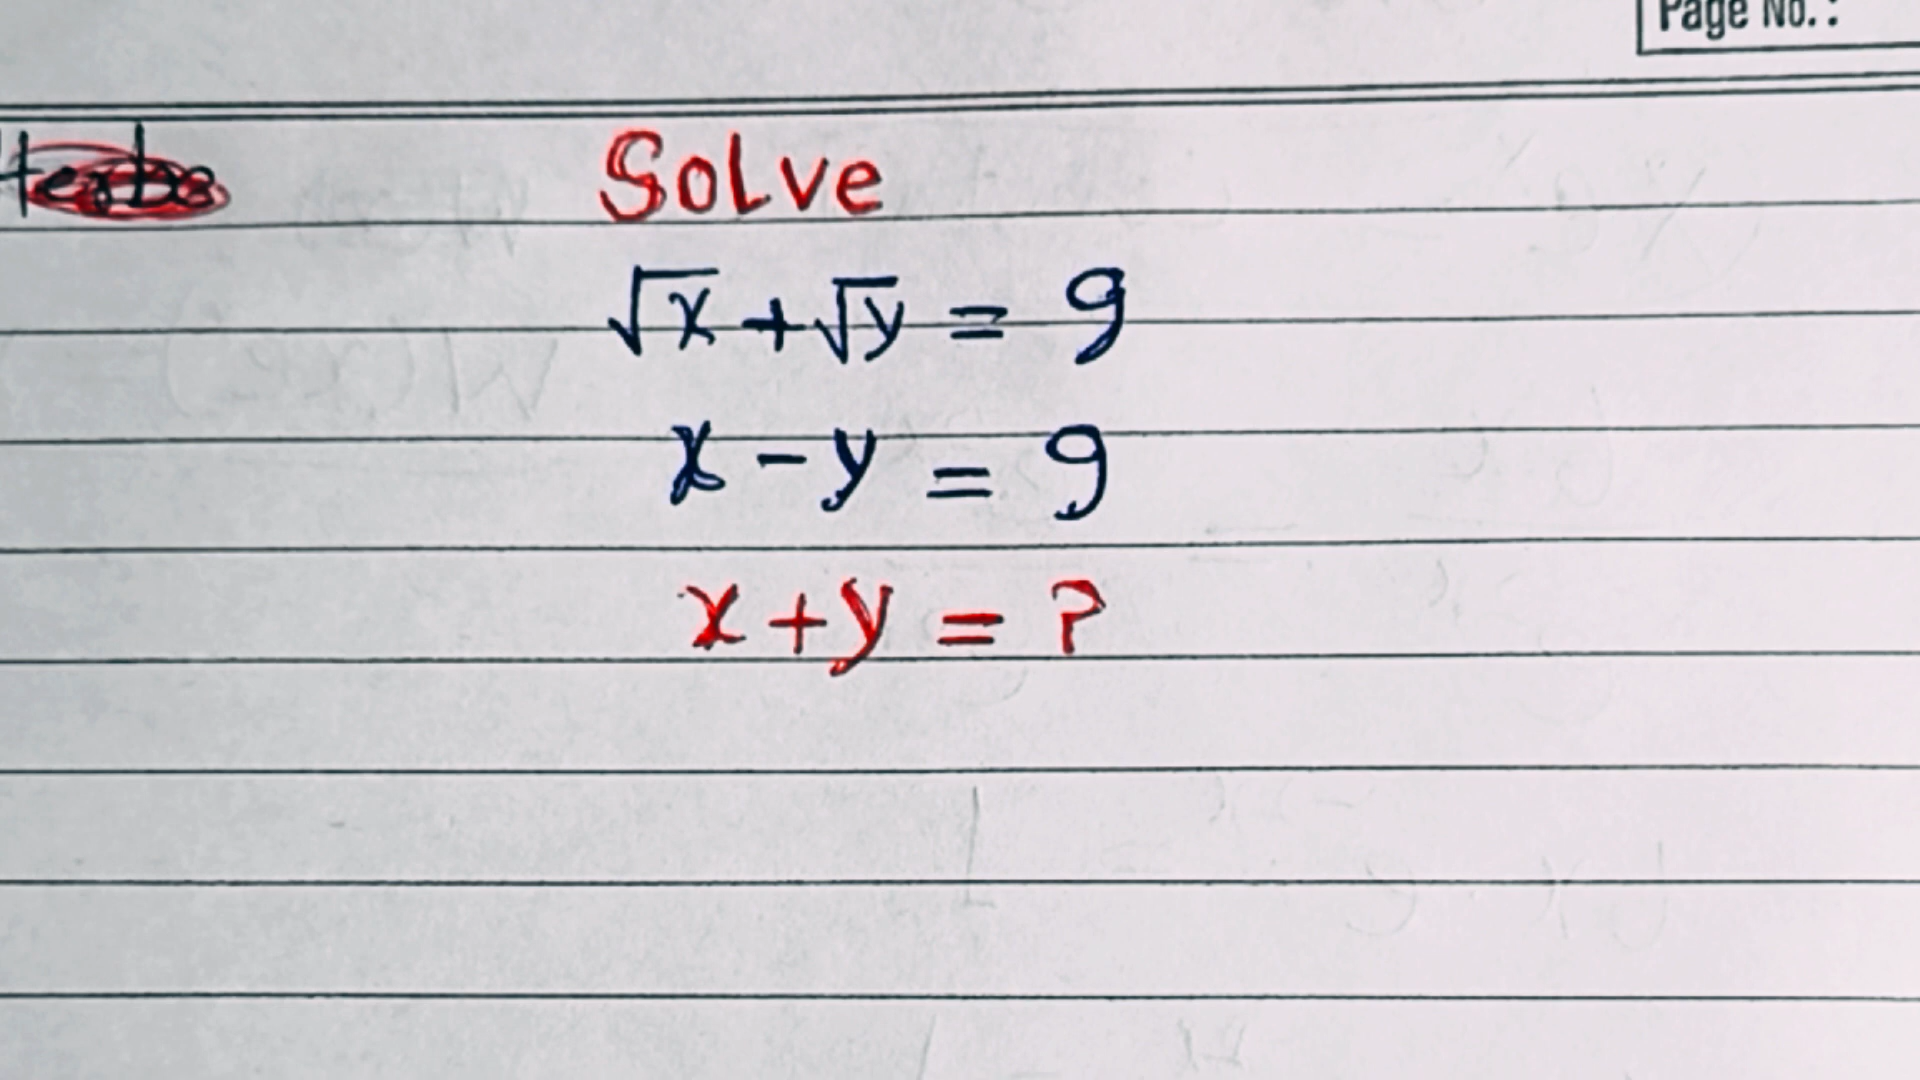 Page No.:
Solve
√x + √y = 9
x - y = 9
x + y = ?